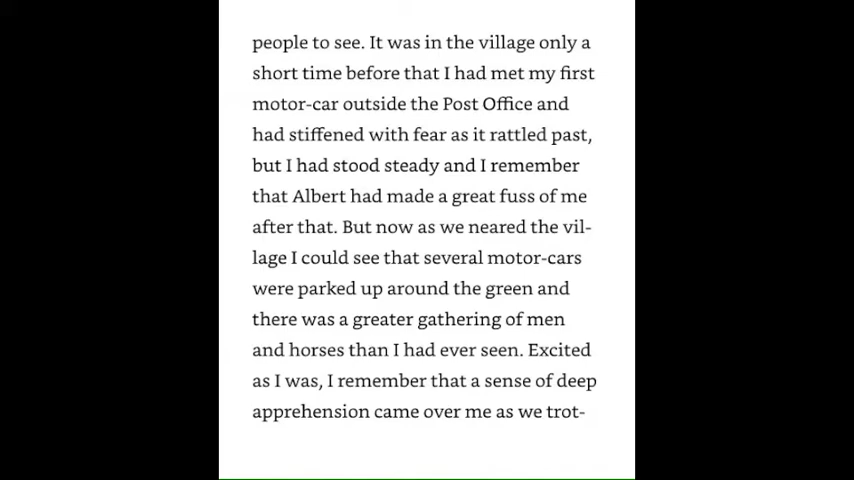 people to see. It was in the village only a
short time before that I had met my first
motor-car outside the Post Office and
had stiffened with fear as it rattled past,
but I had stood steady and I remember
that Albert had made a great fuss of me
after that. But now as we neared the vil-
lage I could see that several motor-cars
were parked up around the green and
there was a greater gathering of men
and horses than I had ever seen. Excited
as I was, I remember that a sense of deep
apprehension came over me as we trot-